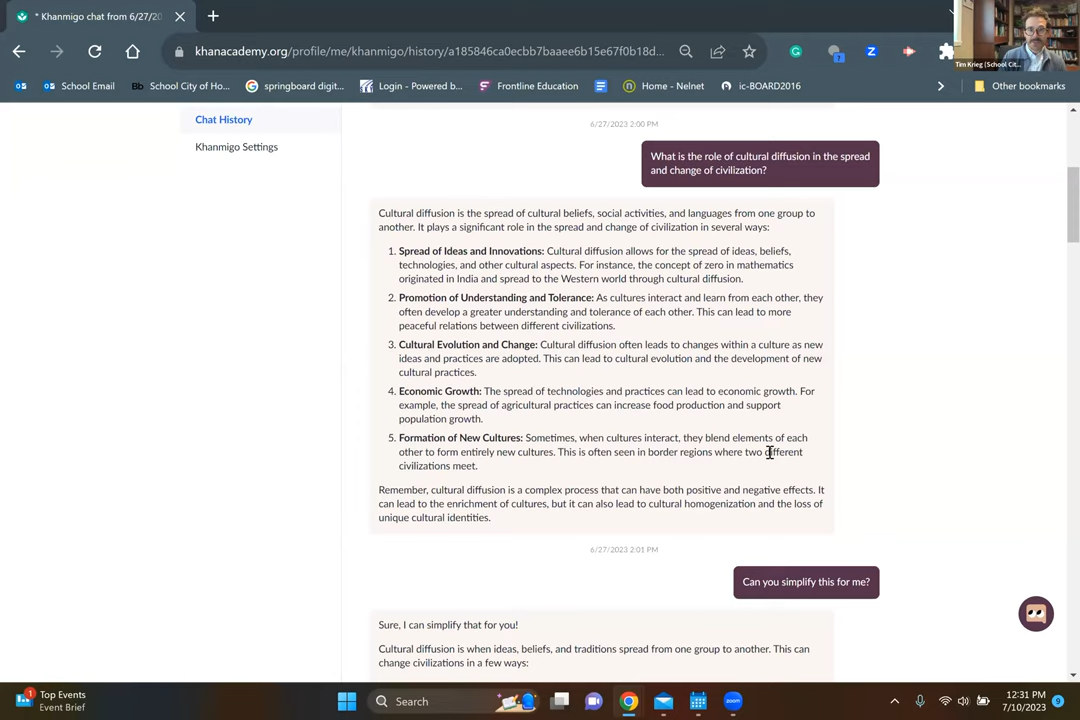 * Khanmigo chat from 6/27/20
khanacademy.org/profile/me/khanmigo/history/a185846ca0ecbb7baaee6b15e67f0b18d...
Tim Krieg (School Cit...
School Email
Bb School City of Ho...
springboard digit...
Login - Powered b...
Frontline Education
Home - Nelnet
ic-BOARD2016
Other bookmarks
Chat History
Khanmigo Settings
6/27/2023 2:00 PM
What is the role of cultural diffusion in the spread
and change of civilization?
Cultural diffusion is the spread of cultural beliefs, social activities, and languages from one group to
another. It plays a significant role in the spread and change of civilization in several ways:
1. Spread of Ideas and Innovations: Cultural diffusion allows for the spread of ideas, beliefs,
technologies, and other cultural aspects. For instance, the concept of zero in mathematics
originated in India and spread to the Western world through cultural diffusion.
2. Promotion of Understanding and Tolerance: As cultures interact and learn from each other, they
often develop a greater understanding and tolerance of each other. This can lead to more
peaceful relations between different civilizations.
3. Cultural Evolution and Change: Cultural diffusion often leads to changes within a culture as new
ideas and practices are adopted. This can lead to cultural evolution and the development of new
cultural practices.
4. Economic Growth: The spread of technologies and practices can lead to economic growth. For
example, the spread of agricultural practices can increase food production and support
population growth.
5. Formation of New Cultures: Sometimes, when cultures interact, they blend elements of each
other to form entirely new cultures. This is often seen in border regions where two different
civilizations meet.
Remember, cultural diffusion is a complex process that can have both positive and negative effects. It
can lead to the enrichment of cultures, but it can also lead to cultural homogenization and the loss of
unique cultural identities.
6/27/2023 2:01 PM
Can you simplify this for me?
Sure, I can simplify that for you!
Cultural diffusion is when ideas, beliefs, and traditions spread from one group to another. This can
change civilizations in a few ways:
1
Top Events
Event Brief
Search
zoom
12:31 PM
7/10/2023
9